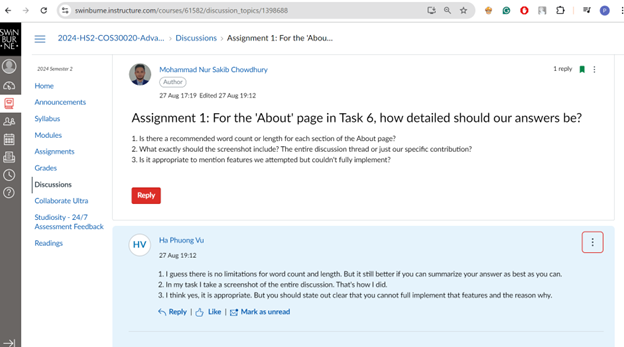 swinburne.instructure.com/courses/61582/discussion_topics/1398688
P
SWIN
BUR
•NE•
2024-HS2-COS30020-Adva... › Discussions › Assignment 1: For the 'Abou...
2024 Semester 2
Home
Announcements
Syllabus
Modules
Assignments
Grades
Discussions
Collaborate Ultra
Studiosity - 24/7
Assessment Feedback
Readings
Mohammad Nur Sakib Chowdhury
Author
27 Aug 17:19 Edited 27 Aug 19:12
1 reply
Assignment 1: For the 'About' page in Task 6, how detailed should our answers be?
1. Is there a recommended word count or length for each section of the About page?
2. What exactly should the screenshot include? The entire discussion thread or just our specific contribution?
3. Is it appropriate to mention features we attempted but couldn't fully implement?
Reply
HV
Ha Phuong Vu
27 Aug 19:12
1. I guess there is no limitations for word count and length. But it still better if you can summarize your answer as best as you can.
2. In my task I take a screenshot of the entire discussion. That's how I did.
3. I think yes, it is appropriate. But you should state out clear that you cannot full implement that features and the reason why.
Reply | Like | Mark as unread